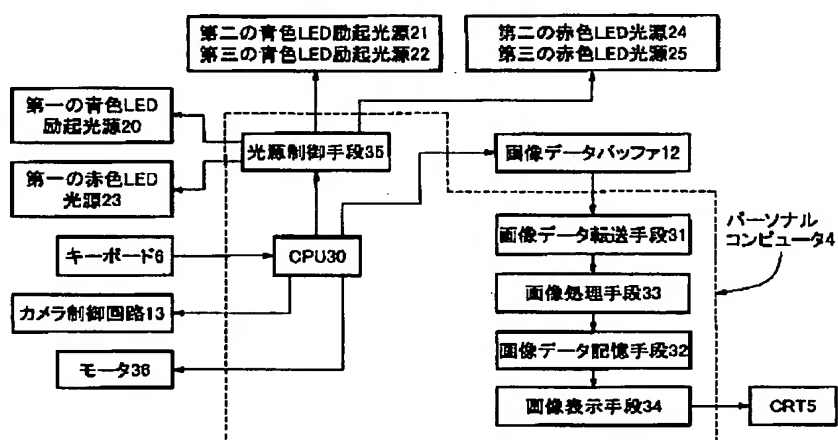 第二の青色LED励起光源21
第三の青色LED励起光源22
第二の赤色LED光源24
第三の赤色LED光源25
第一の青色LED
励起光源20
光源制御手段35
画像データバッファ12
第一の赤色LED
光源23
パーソナル
コンピュータ4
画像データ転送手段31
キーボード6
CPU30
画像処理手段33
カメラ制御回路13
画像データ記憶手段32
モータ36
画像表示手段34
CRT5